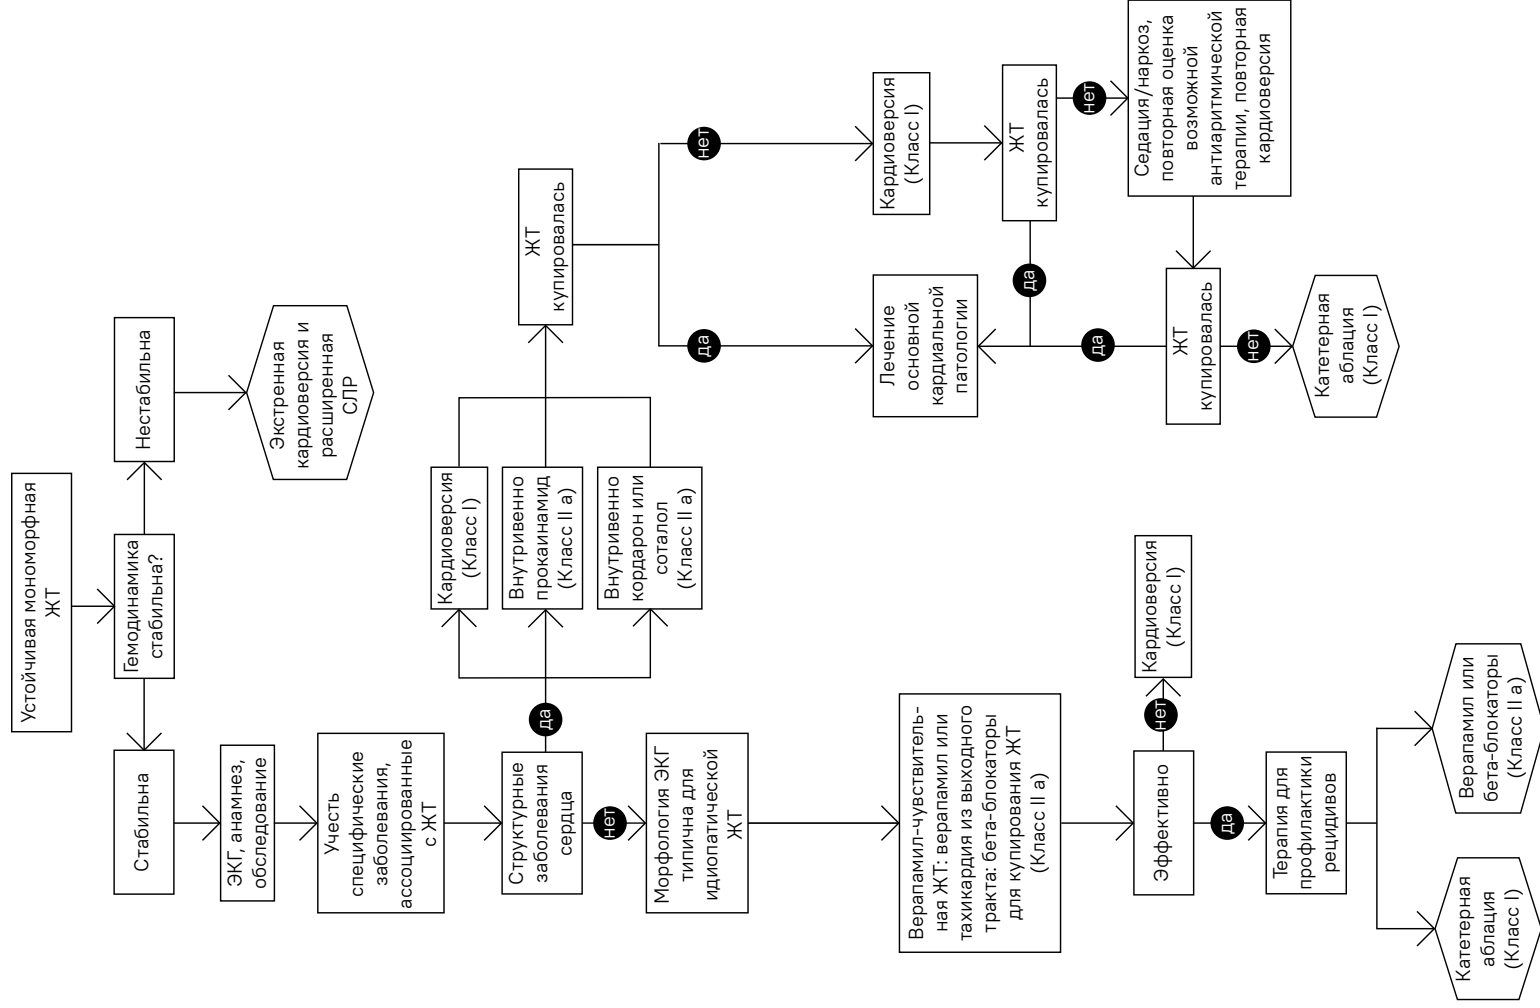 Устойчивая мономорфная
ЖТ
Гемодинамика
стабильна?
Стабильна
Нестабильна
Экстренная
кардиоверсия и
расширенная
СЛР
ЭКГ, анамнез,
обследование
Учесть
специфические
заболевания,
ассоциированные
с ЖТ
Структурные
заболевания
сердца
да
нет
Кардиоверсия
(Класс I)
Внутривенно
прокаинамид
(Класс II a)
Внутривенно
кордарон или
соталол
(Класс II a)
ЖТ
купировалась
да
нет
Лечение
основной
кардиальной
патологии
Кардиоверсия
(Класс I)
ЖТ
купировалась
да
нет
Седация/наркоз,
повторная оценка
возможной
антиаритмической
терапии, повторная
кардиоверсия
ЖТ
купировалась
да
нет
Катетерная
аблация
(Класс I)
Морфология ЭКГ
типична для
идиопатической
ЖТ
Верапамил-чувствитель-
ная ЖТ: верапамил или
тахикардия из выходного
тракта: бета-блокаторы
для купирования ЖТ
(Класс II a)
Эффективно
нет
Кардиоверсия
(Класс I)
да
Терапия для
профилактики
рецидивов
Катетерная
аблация
(Класс I)
Верапамил или
бета-блокаторы
(Класс II a)